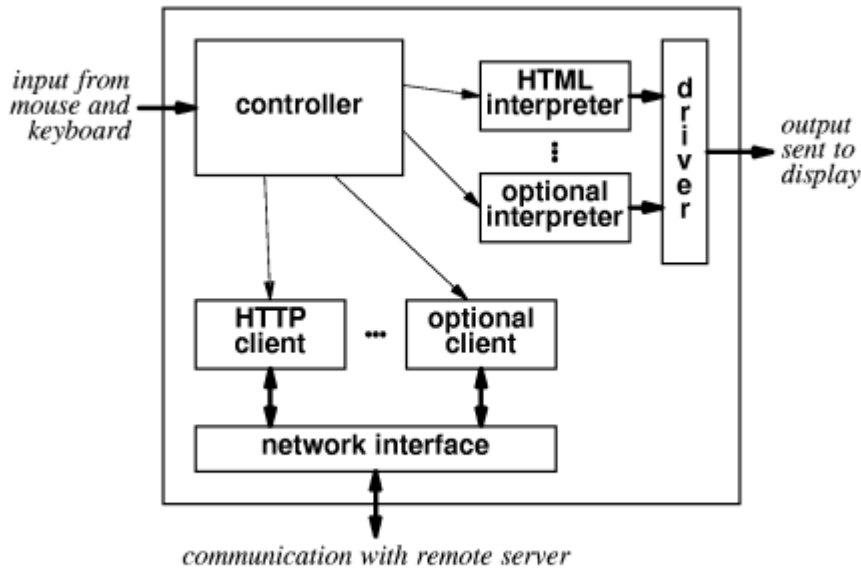 input from
mouse and
keyboard
controller
HTML
interpreter
optional
interpreter
driver
output
sent to
display
HTTP
client
optional
client
network interface
communication with remote server